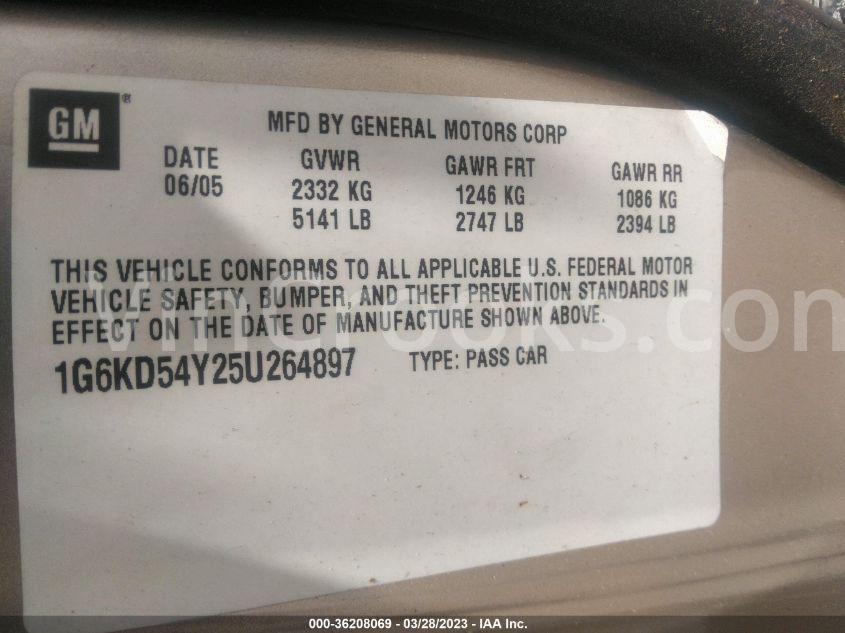 GM®
MFD BY GENERAL MOTORS CORP
DATE GVWR GAWR FRT GAWR RR
06/05 2332 KG 1246 KG 1086 KG
5141 LB 2747 LB 2394 LB
THIS VEHICLE CONFORMS TO ALL APPLICABLE U.S. FEDERAL MOTOR
VEHICLE SAFETY, BUMPER, AND THEFT PREVENTION STANDARDS IN
EFFECT ON THE DATE OF MANUFACTURE SHOWN ABOVE.
1G6KD54Y25U264897 TYPE: PASS CAR
VinCrooks.com
000-36208069 - 03/28/2023 - IAA Inc.